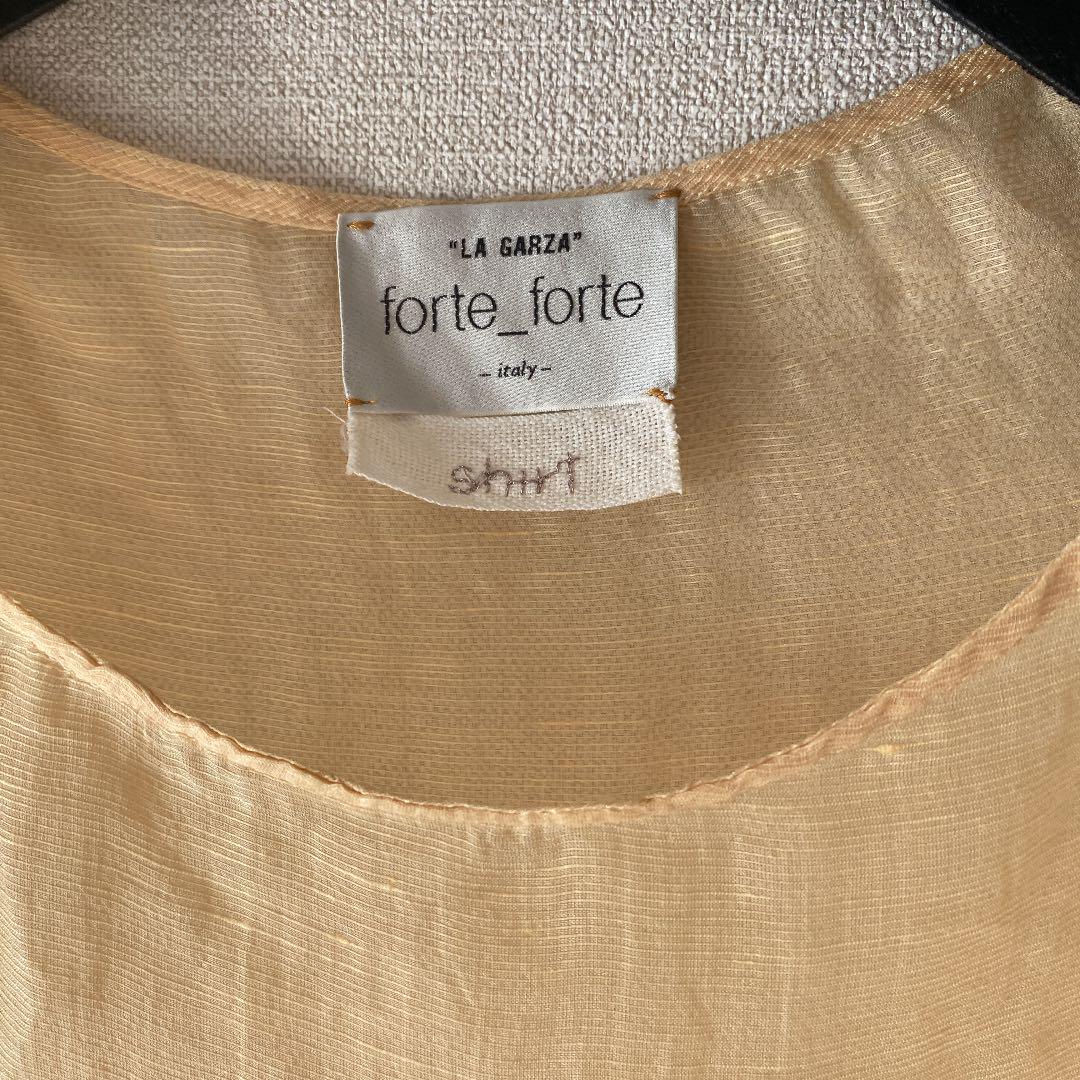 "LA GARZA"
forte_forte
– italy –
shirt